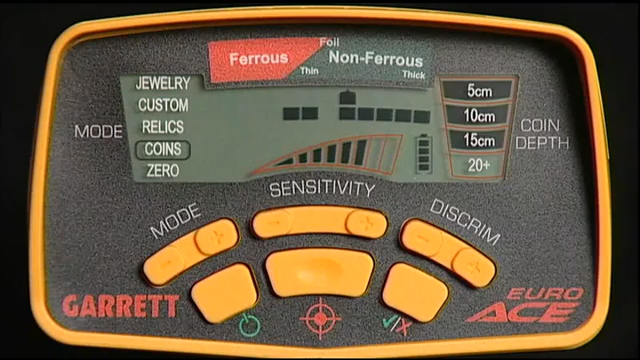 Ferrous
Foil
Non-Ferrous
Thin
Thick
MODE
JEWELRY
CUSTOM
RELICS
COINS
ZERO
5cm
10cm
15cm
20+
COIN
DEPTH
SENSITIVITY
MODE
- +
- +
DISCRIM
- +
GARRETT
EURO
ACE